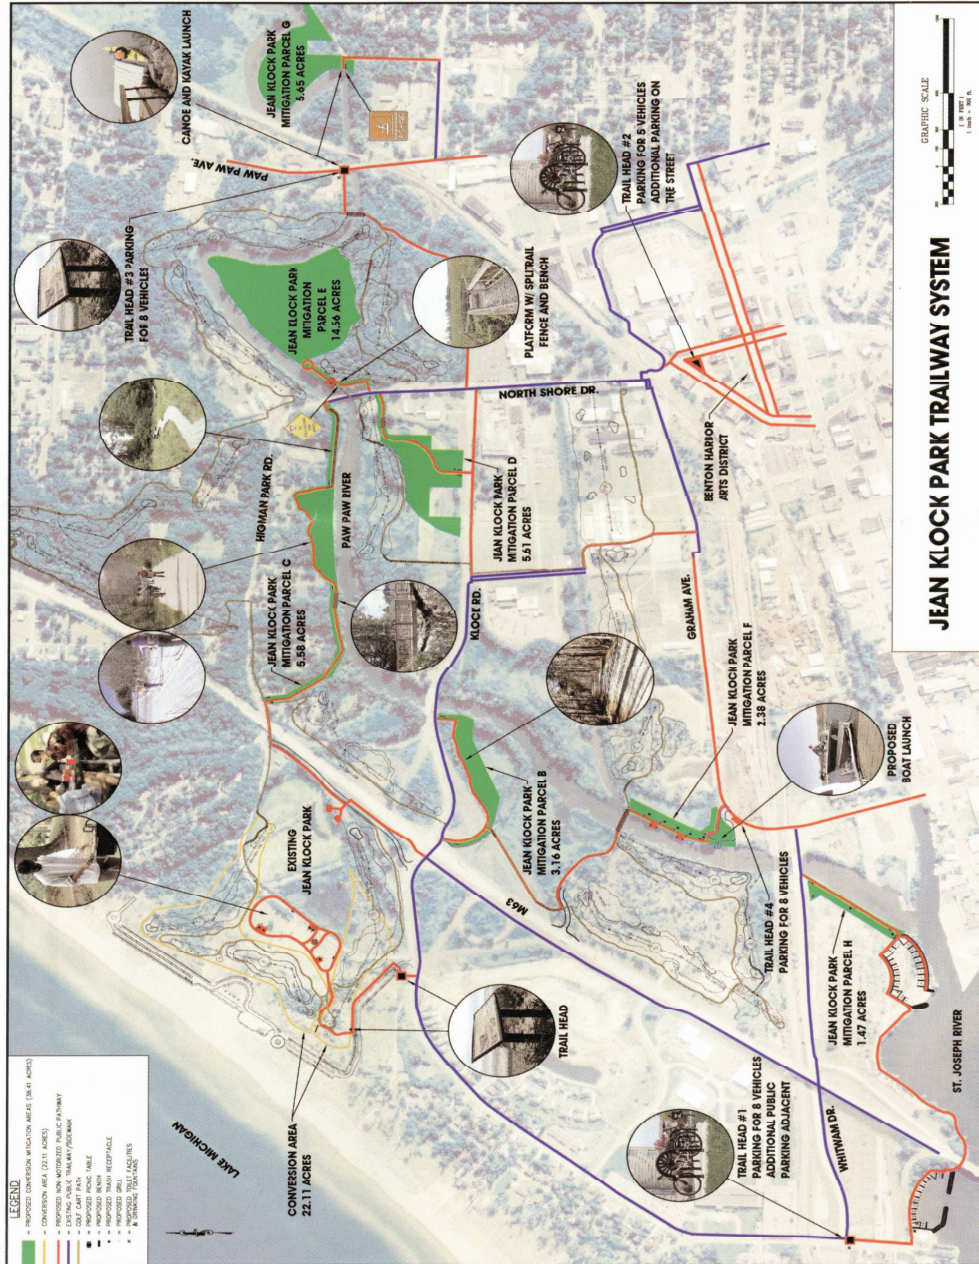 LEGEND
PROPOSED CONVERSION MITIGATION AREAS (38.41 ACRES)
CONVERSION AREA (22.11 ACRES)
PROPOSED NON-MOTORIZED PUBLIC PATHWAY
EXISTING PUBLIC TRAILWAY/SIDEWALK
GOLF CART PATH
PROPOSED PICNIC TABLE
PROPOSED BENCH
PROPOSED TRASH RECEPTACLE
PROPOSED GRILL
PROPOSED TOILET FACILITIES
& DRINKING FOUNTAINS
LAKE MICHIGAN
CONVERSION AREA
22.11 ACRES
EXISTING
JEAN KLOCK PARK
TRAIL HEAD
JEAN KLOCK PARK
MITIGATION PARCEL C
5.58 ACRES
HIGMAN PARK RD.
PAW PAW RIVER
TRAIL HEAD #3 PARKING
FOR 8 VEHICLES
JEAN KLOCK PARK
MITIGATION
PARCEL E
14.56 ACRES
PAW PAW AVE.
CANOE AND KAYAK LAUNCH
JEAN KLOCK PARK
MITIGATION PARCEL G
5.65 ACRES
PLATFORM W/ SPLITRAIL
FENCE AND BENCH
NORTH SHORE DR.
JEAN KLOCK PARK
MITIGATION PARCEL D
5.61 ACRES
KLOCK RD.
M63
JEAN KLOCK PARK
MITIGATION PARCEL B
3.16 ACRES
TRAIL HEAD #2
PARKING FOR 5 VEHICLES
ADDITIONAL PARKING ON
THE STREET
BENTON HARBOR
ARTS DISTRICT
GRAHAM AVE.
JEAN KLOCK PARK
MITIGATION PARCEL F
2.38 ACRES
PROPOSED
BOAT LAUNCH
TRAIL HEAD #4
PARKING FOR 8 VEHICLES
TRAIL HEAD #1
PARKING FOR 8 VEHICLES
ADDITIONAL PUBLIC
PARKING ADJACENT
WHITWAM DR.
JEAN KLOCK PARK
MITIGATION PARCEL H
1.47 ACRES
ST. JOSEPH RIVER
JEAN KLOCK PARK TRAILWAY SYSTEM
GRAPHIC SCALE
( IN FEET )